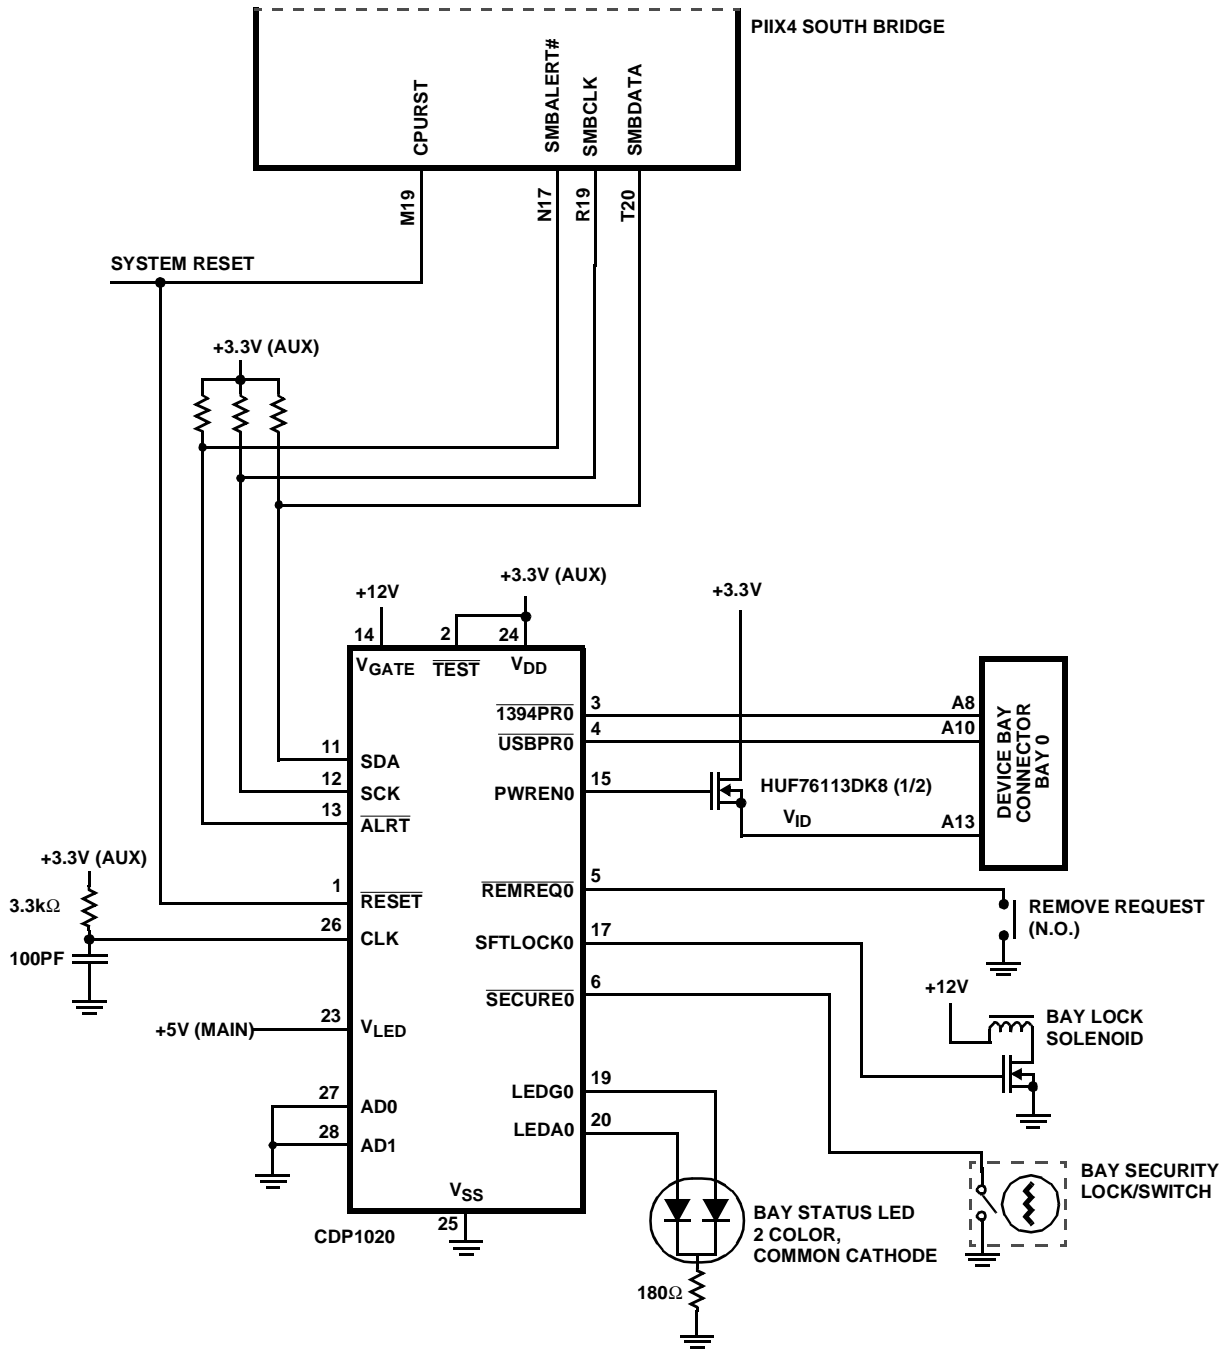 PIIX4 SOUTH BRIDGE
CPURST
SMBALERT#
SMBCLK
SMBDATA
M19
N17
R19
T20
SYSTEM RESET
+3.3V (AUX)
+3.3V (AUX)
+12V
+3.3V
14
2
24
VGATE
TEST
VDD
1394PR0
3
A8
USBPR0
4
A10
DEVICE BAY
CONNECTOR
BAY 0
11
SDA
12
SCK
PWREN0
15
HUF76113DK8 (1/2)
VID
A13
13
ALRT
+3.3V (AUX)
3.3kΩ
1
RESET
REMREQ0
5
REMOVE REQUEST
(N.O.)
26
CLK
SFTLOCK0
17
100PF
SECURE0
6
+12V
BAY LOCK
SOLENOID
+5V (MAIN)
23
VLED
27
AD0
LEDG0
19
28
AD1
LEDA0
20
VSS
25
CDP1020
BAY STATUS LED
2 COLOR,
COMMON CATHODE
180Ω
BAY SECURITY
LOCK/SWITCH